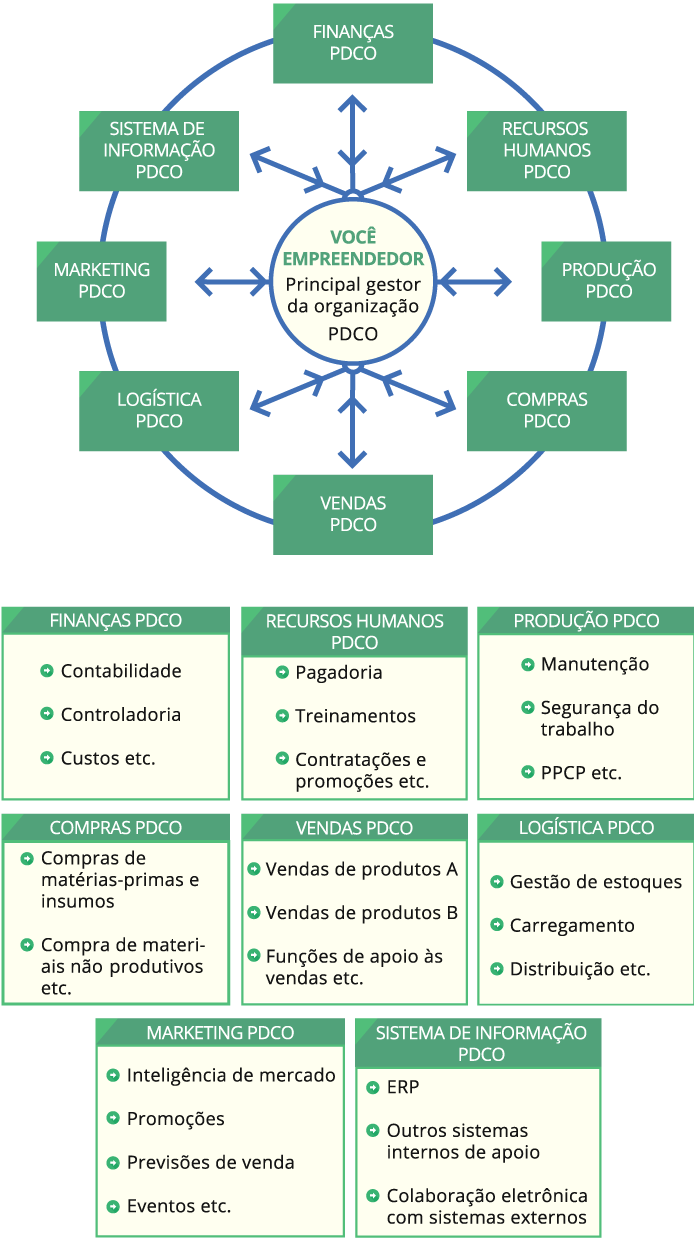 FINANÇAS
PDCO
SISTEMA DE
INFORMAÇÃO
PDCO
RECURSOS
HUMANOS
PDCO
MARKETING
PDCO
VOCÊ
EMPREENDEDOR
Principal gestor
da organização
PDCO
PRODUÇÃO
PDCO
LOGÍSTICA
PDCO
COMPRAS
PDCO
VENDAS
PDCO
FINANÇAS PDCO
Contabilidade
Controladoria
Custos etc.
RECURSOS HUMANOS
PDCO
Pagadoria
Treinamentos
Contratações e
promoções etc.
PRODUÇÃO PDCO
Manutenção
Segurança do
trabalho
PPCP etc.
COMPRAS PDCO
Compras de
matérias-primas e
insumos
Compra de materi-
ais não produtivos
etc.
VENDAS PDCO
Vendas de produtos A
Vendas de produtos B
Funções de apoio às
vendas etc.
LOGÍSTICA PDCO
Gestão de estoques
Carregamento
Distribuição etc.
MARKETING PDCO
Inteligência de mercado
Promoções
Previsões de venda
Eventos etc.
SISTEMA DE INFORMAÇÃO
PDCO
ERP
Outros sistemas
internos de apoio
Colaboração eletrônica
com sistemas externos